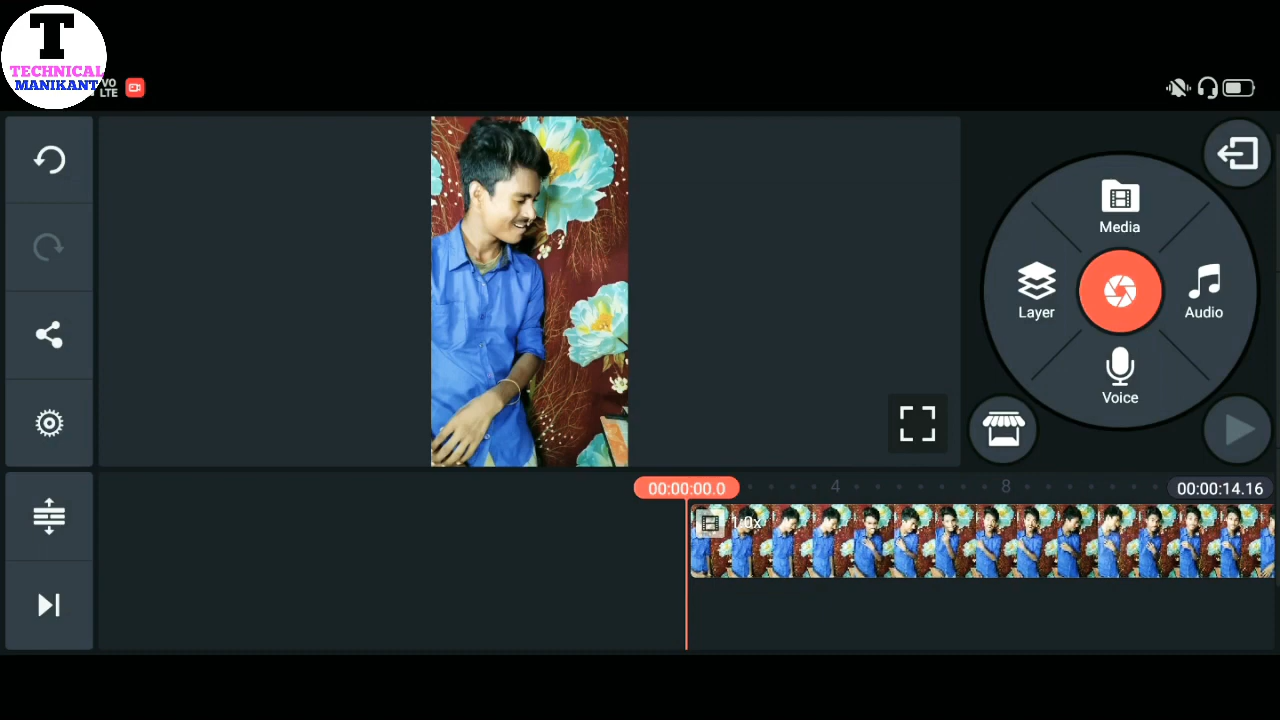 T
TECHNICAL
MANIKANT
VO
LTE
Media
Layer
Audio
Voice
00:00:00.0
4
8
00:00:14.16
1.0x